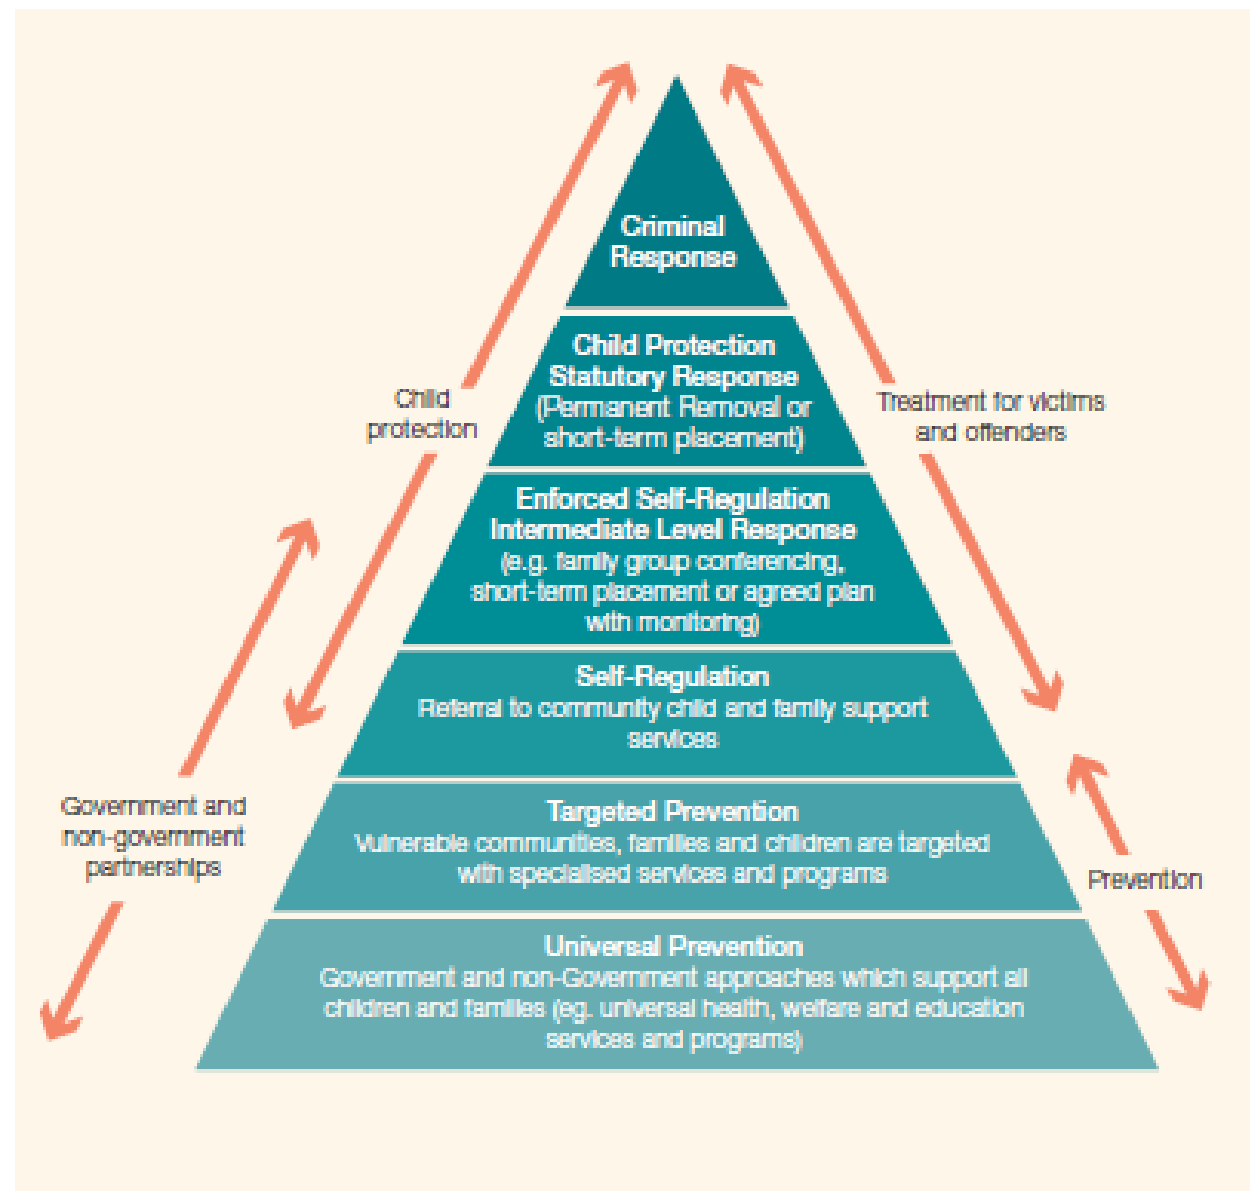 Criminal
Response
Child Protection
Statutory Response
(Permanent Removal or
short-term placement)
Child
protection
Treatment for victims
and offenders
Enforced Self-Regulation
Intermediate Level Response
(e.g. family group conferencing,
short-term placement or agreed plan
with monitoring)
Self-Regulation
Referral to community child and family support
services
Government and
non-government
partnerships
Targeted Prevention
Vulnerable communities, families and children are targeted
with specialised services and programs
Prevention
Universal Prevention
Government and non-Government approaches which support all
children and families (eg. universal health, welfare and education
services and programs)